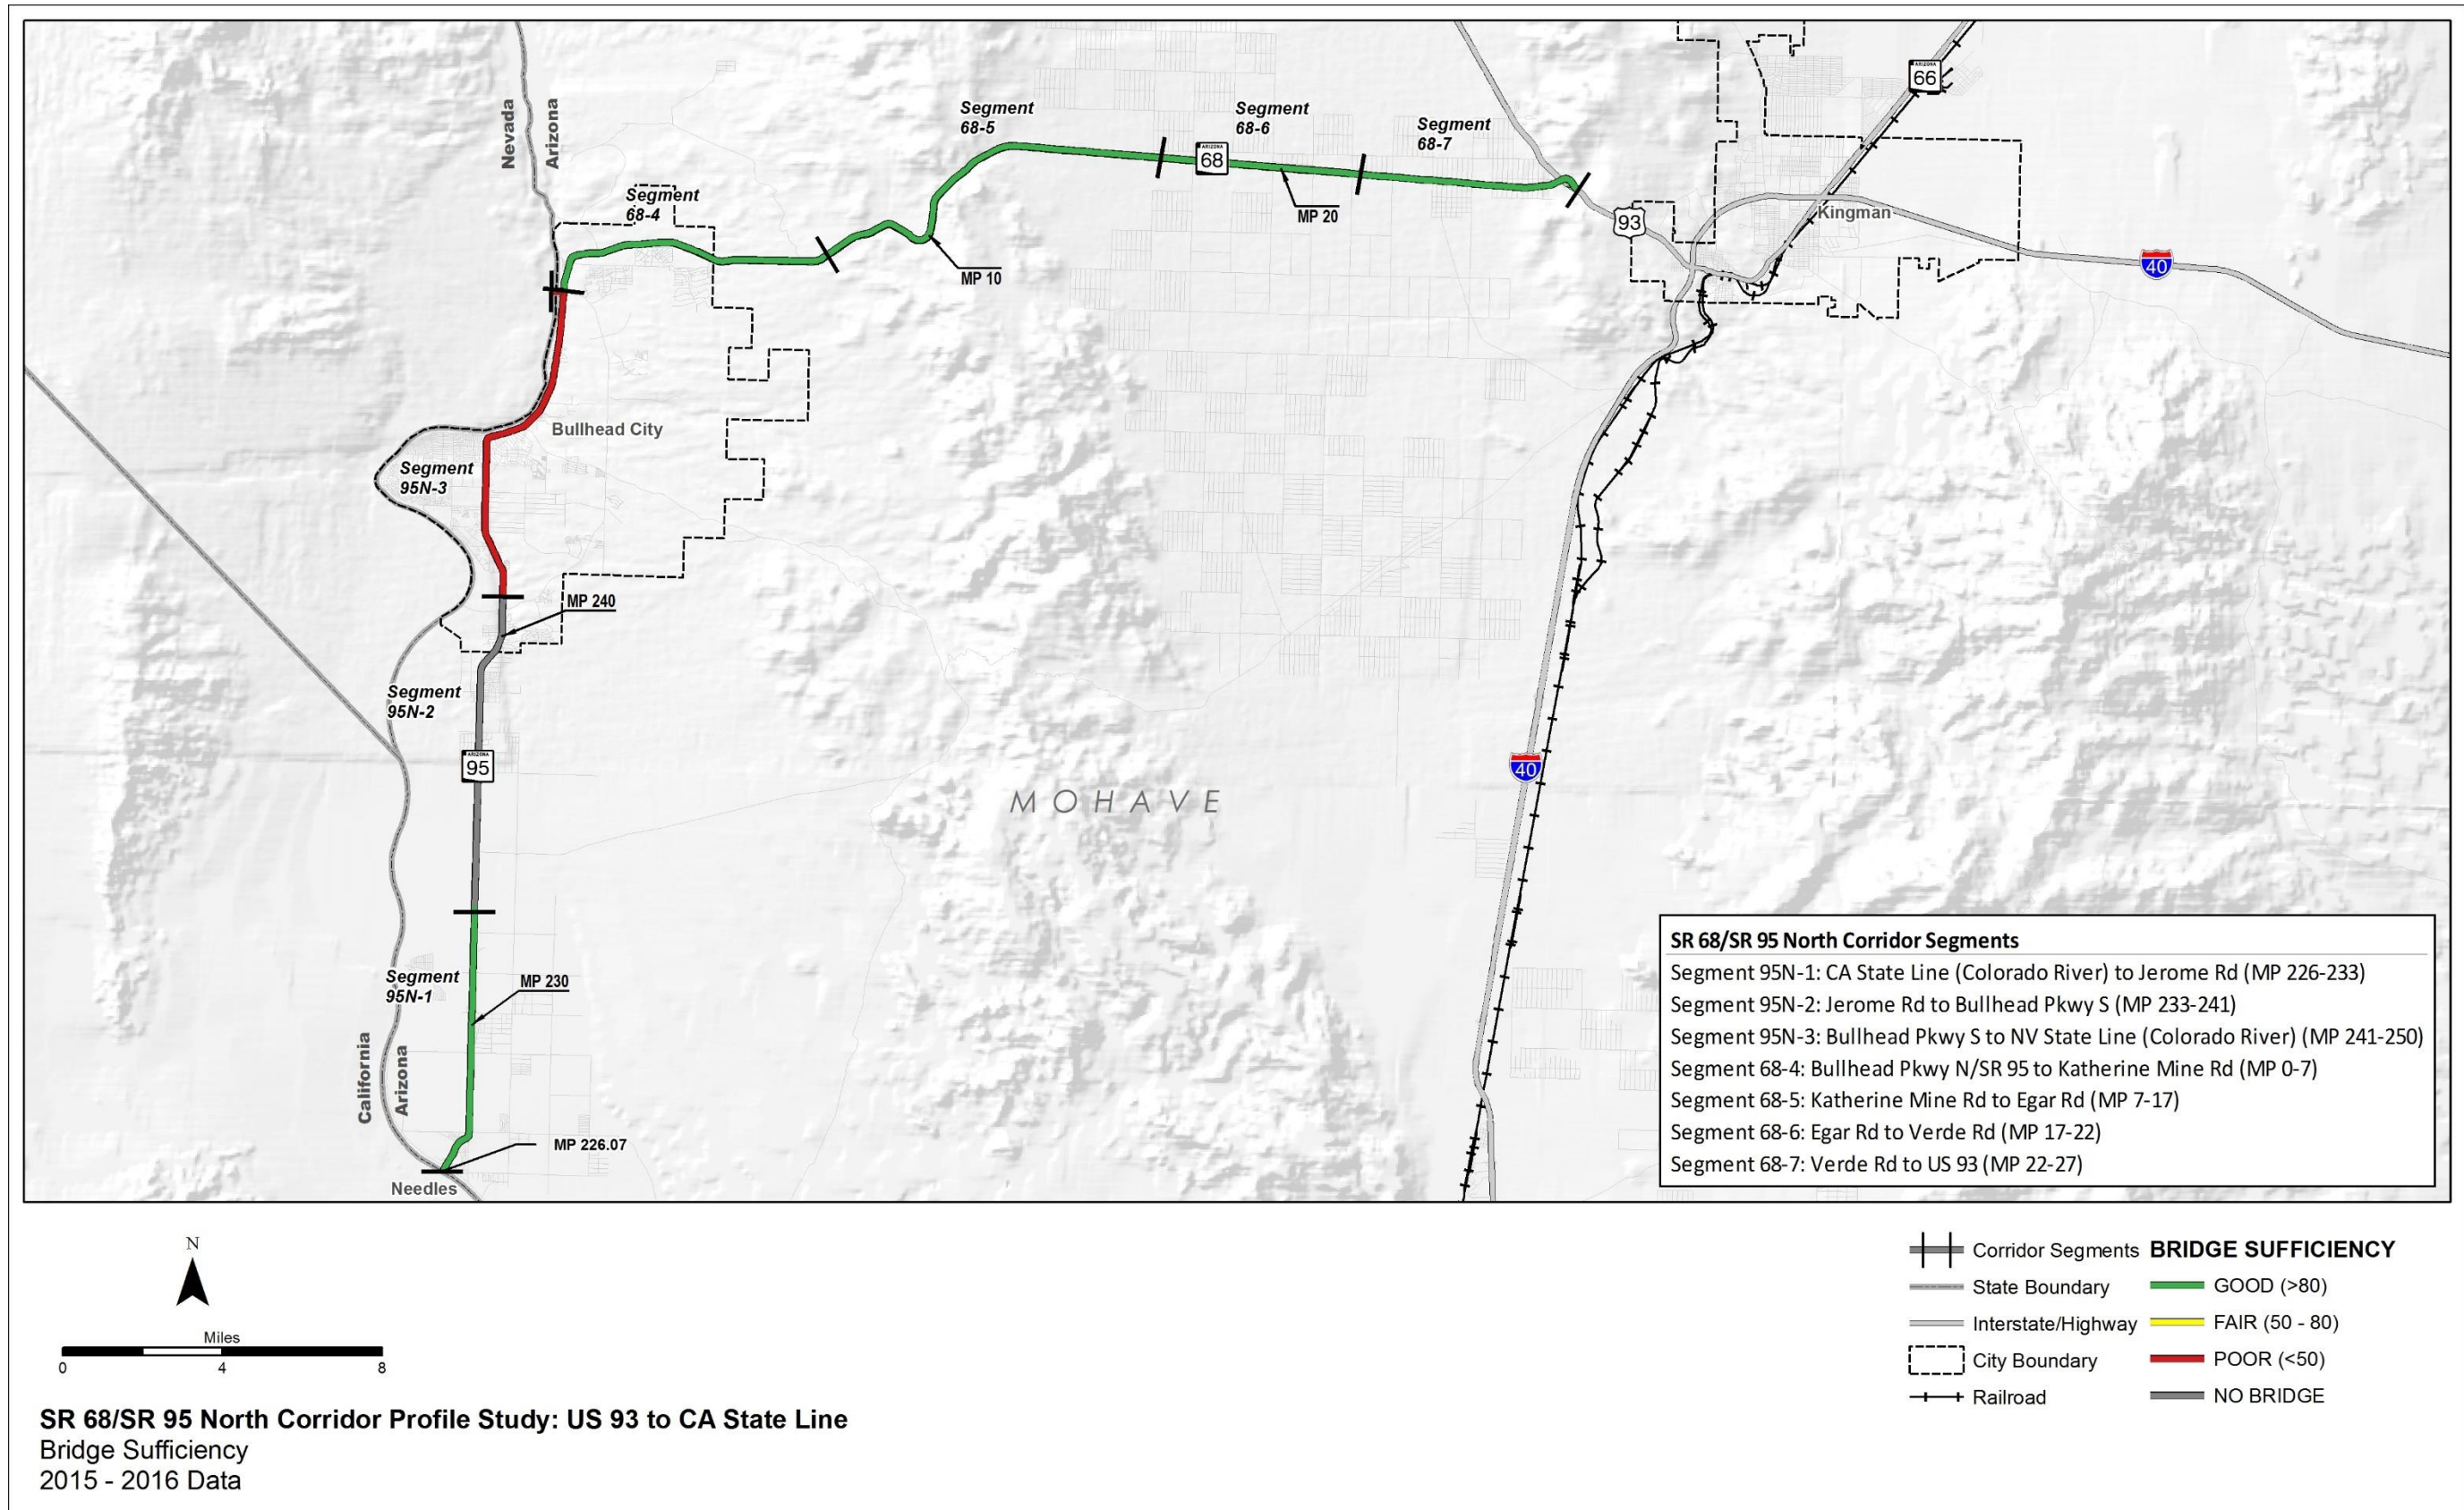 Nevada
Arizona
Segment
68-5
Segment
68-6
Segment
68-7
ARIZONA
66
ARIZONA
68
Segment
68-4
MP 20
93
Kingman
40
MP 10
Bullhead City
Segment
95N-3
MP 240
Segment
95N-2
ARIZONA
95
40
MOHAVE
Segment
95N-1
MP 230
California
Arizona
MP 226.07
Needles
SR 68/SR 95 North Corridor Segments
Segment 95N-1: CA State Line (Colorado River) to Jerome Rd (MP 226-233)
Segment 95N-2: Jerome Rd to Bullhead Pkwy S (MP 233-241)
Segment 95N-3: Bullhead Pkwy S to NV State Line (Colorado River) (MP 241-250)
Segment 68-4: Bullhead Pkwy N/SR 95 to Katherine Mine Rd (MP 0-7)
Segment 68-5: Katherine Mine Rd to Egar Rd (MP 7-17)
Segment 68-6: Egar Rd to Verde Rd (MP 17-22)
Segment 68-7: Verde Rd to US 93 (MP 22-27)
N
Miles
0 4 8
Corridor Segments
State Boundary
Interstate/Highway
City Boundary
Railroad
BRIDGE SUFFICIENCY
GOOD (>80)
FAIR (50 - 80)
POOR (<50)
NO BRIDGE
SR 68/SR 95 North Corridor Profile Study: US 93 to CA State Line
Bridge Sufficiency
2015 - 2016 Data